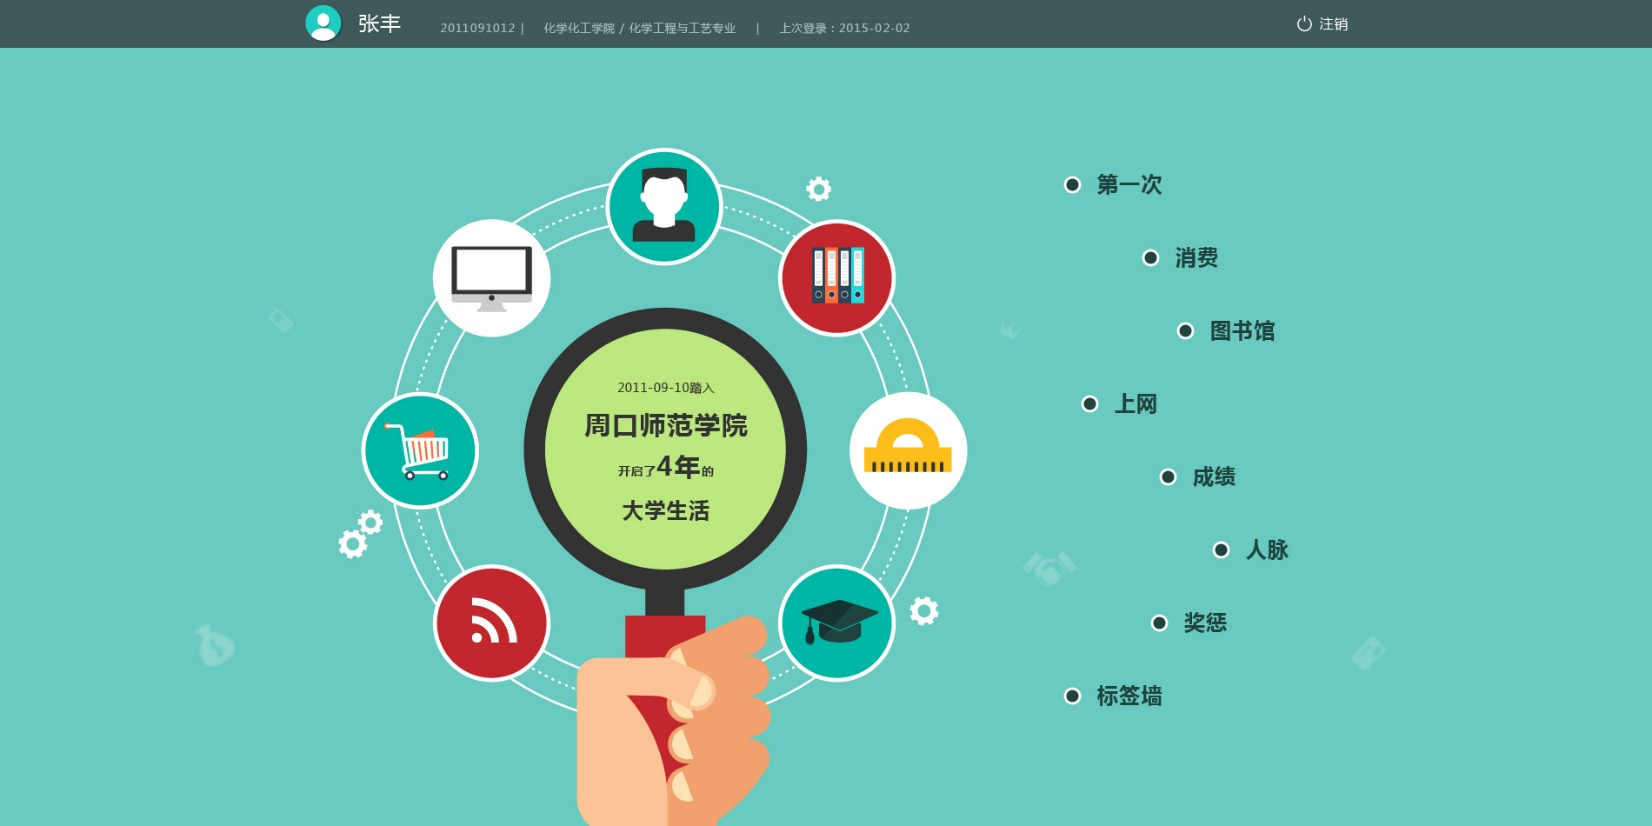 张丰
2011091012 | 化学化工学院 / 化学工程与工艺专业 | 上次登录：2015-02-02
注销
2011-09-10踏入
周口师范学院
开启了4年的
大学生活
第一次
消费
图书馆
上网
成绩
人脉
奖惩
标签墙